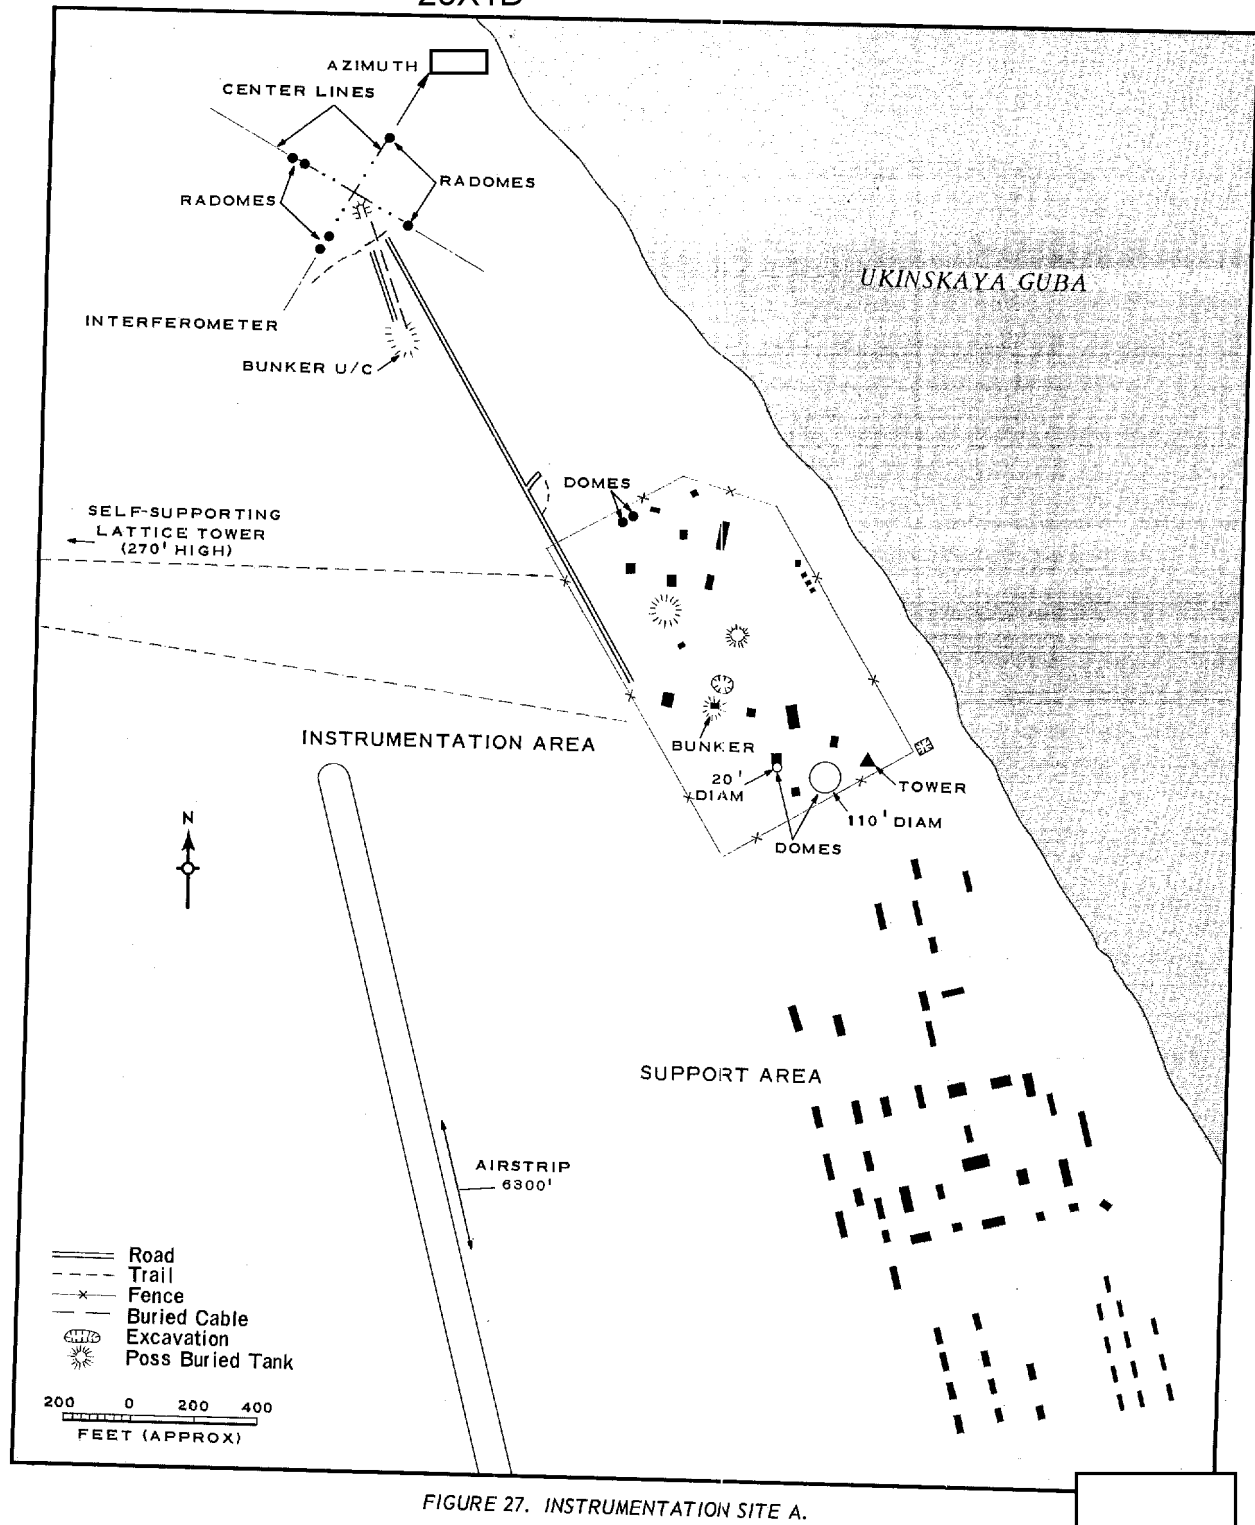 AZIMUTH
CENTER LINES
RADOMES
RADOMES
UKINSKAYA GUBA
INTERFEROMETER
BUNKER U/C
DOMES
SELF-SUPPORTING
LATTICE TOWER
(270' HIGH)
INSTRUMENTATION AREA
BUNKER
20'
DIAM
TOWER
110' DIAM
DOMES
N
SUPPORT AREA
AIRSTRIP
6300'
Road
Trail
Fence
Buried Cable
Excavation
Poss Buried Tank
200 0 200 400
FEET (APPROX)
FIGURE 27. INSTRUMENTATION SITE A.